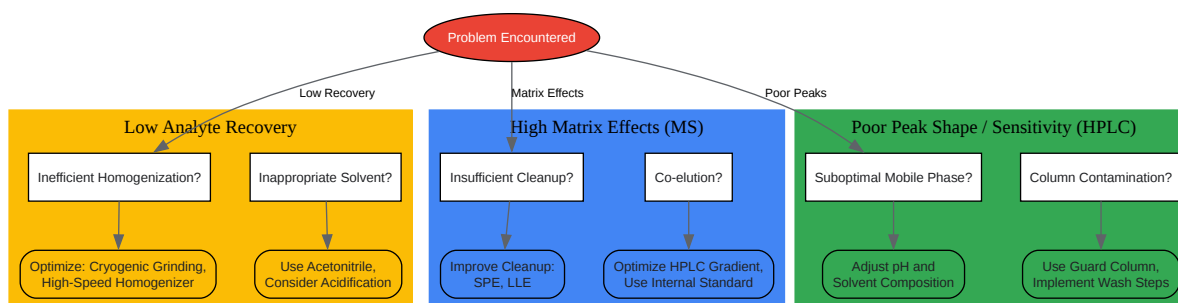 Problem Encountered
Low Recovery
Matrix Effects
Poor Peaks
Low Analyte Recovery
High Matrix Effects (MS)
Poor Peak Shape / Sensitivity (HPLC)
Inefficient Homogenization?
Inappropriate Solvent?
Insufficient Cleanup?
Co-elution?
Suboptimal Mobile Phase?
Column Contamination?
Optimize: Cryogenic Grinding,
High-Speed Homogenizer
Use Acetonitrile,
Consider Acidification
Improve Cleanup:
SPE, LLE
Optimize HPLC Gradient,
Use Internal Standard
Adjust pH and
Solvent Composition
Use Guard Column,
Implement Wash Steps